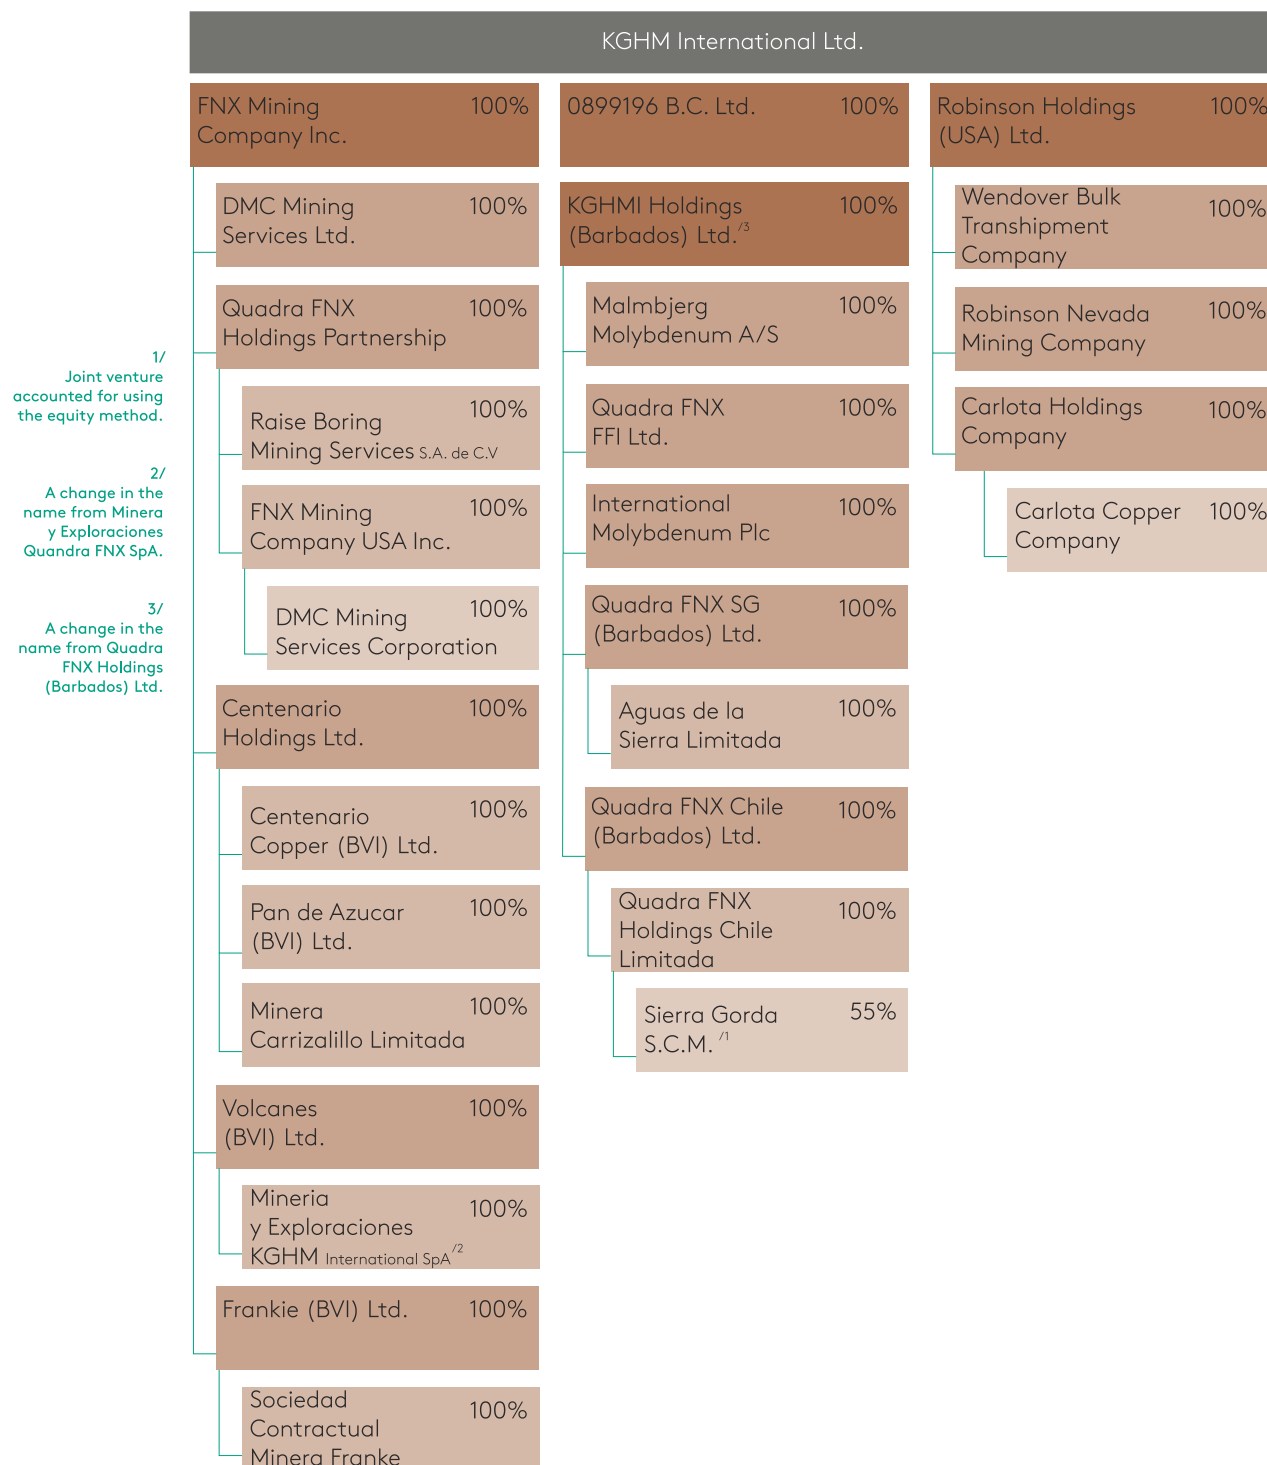 KGHM International Ltd.
FNX Mining 100%
Company Inc.
DMC Mining 100%
Services Ltd.
Quadra FNX 100%
Holdings Partnership
Raise Boring 100%
Mining Services S.A. de C.V
FNX Mining 100%
Company USA Inc.
DMC Mining 100%
Services Corporation
Centenario 100%
Holdings Ltd.
Centenario 100%
Copper (BVI) Ltd.
Pan de Azucar 100%
(BVI) Ltd.
Minera 100%
Carrizalillo Limitada
Volcanes 100%
(BVI) Ltd.
Mineria 100%
y Exploraciones
KGHM International SpA /2
Frankie (BVI) Ltd. 100%
Sociedad 100%
Contractual
Minera Franke
0899196 B.C. Ltd. 100%
KGHMI Holdings 100%
(Barbados) Ltd. /3
Malmbjerg 100%
Molybdenum A/S
Quadra FNX 100%
FFI Ltd.
International 100%
Molybdenum Plc
Quadra FNX SG 100%
(Barbados) Ltd.
Aguas de la 100%
Sierra Limitada
Quadra FNX Chile 100%
(Barbados) Ltd.
Quadra FNX 100%
Holdings Chile
Limitada
Sierra Gorda 55%
S.C.M. /1
Robinson Holdings 100%
(USA) Ltd.
Wendover Bulk 100%
Transhipment
Company
Robinson Nevada 100%
Mining Company
Carlota Holdings 100%
Company
Carlota Copper 100%
Company
1/
Joint venture
accounted for using
the equity method.
2/
A change in the
name from Minera
y Exploraciones
Quandra FNX SpA.
3/
A change in the
name from Quadra
FNX Holdings
(Barbados) Ltd.